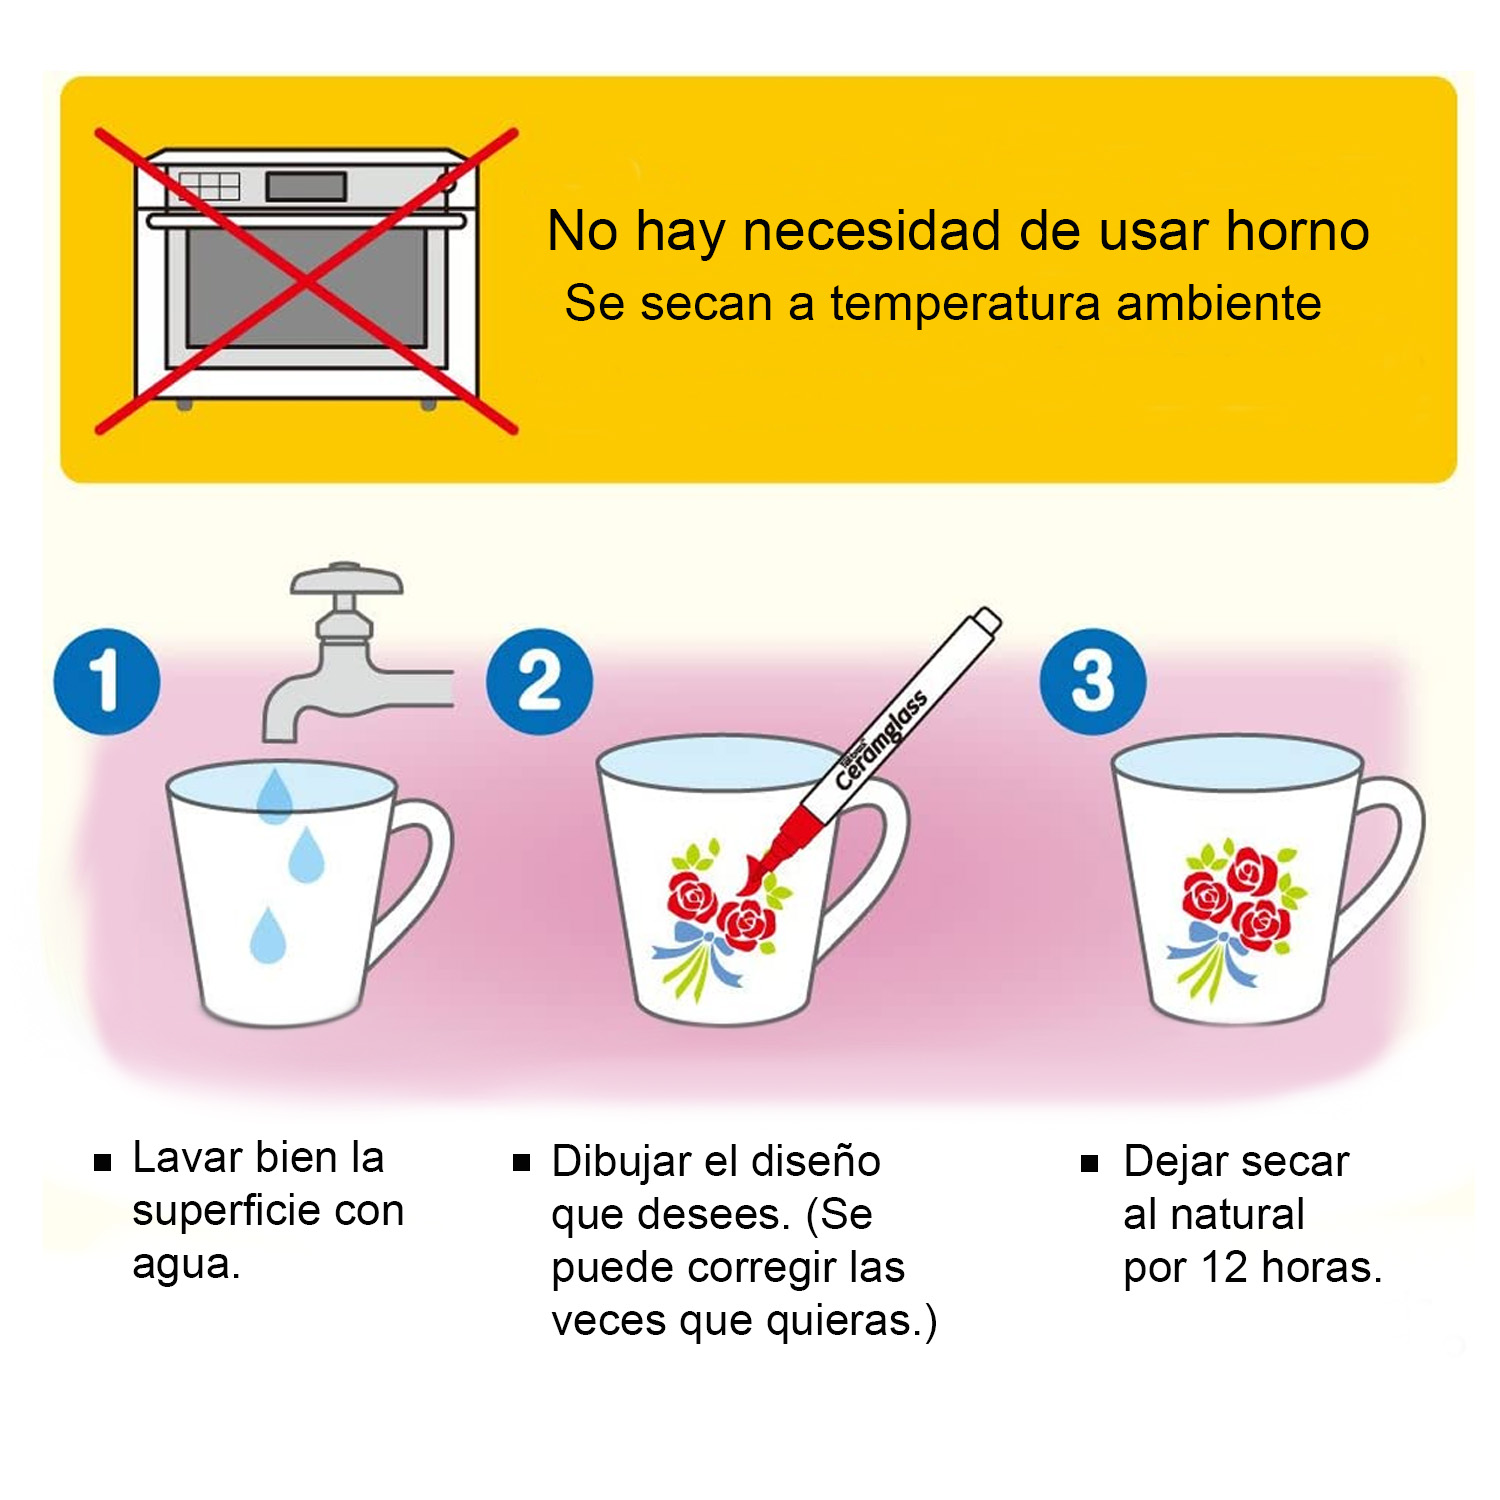 No hay necesidad de usar horno
Se secan a temperatura ambiente
1
2
3
Ceramglass
■ Lavar bien la
superficie con
agua.
■ Dibujar el diseño
que desees. (Se
puede corregir las
veces que quieras.)
■ Dejar secar
al natural
por 12 horas.